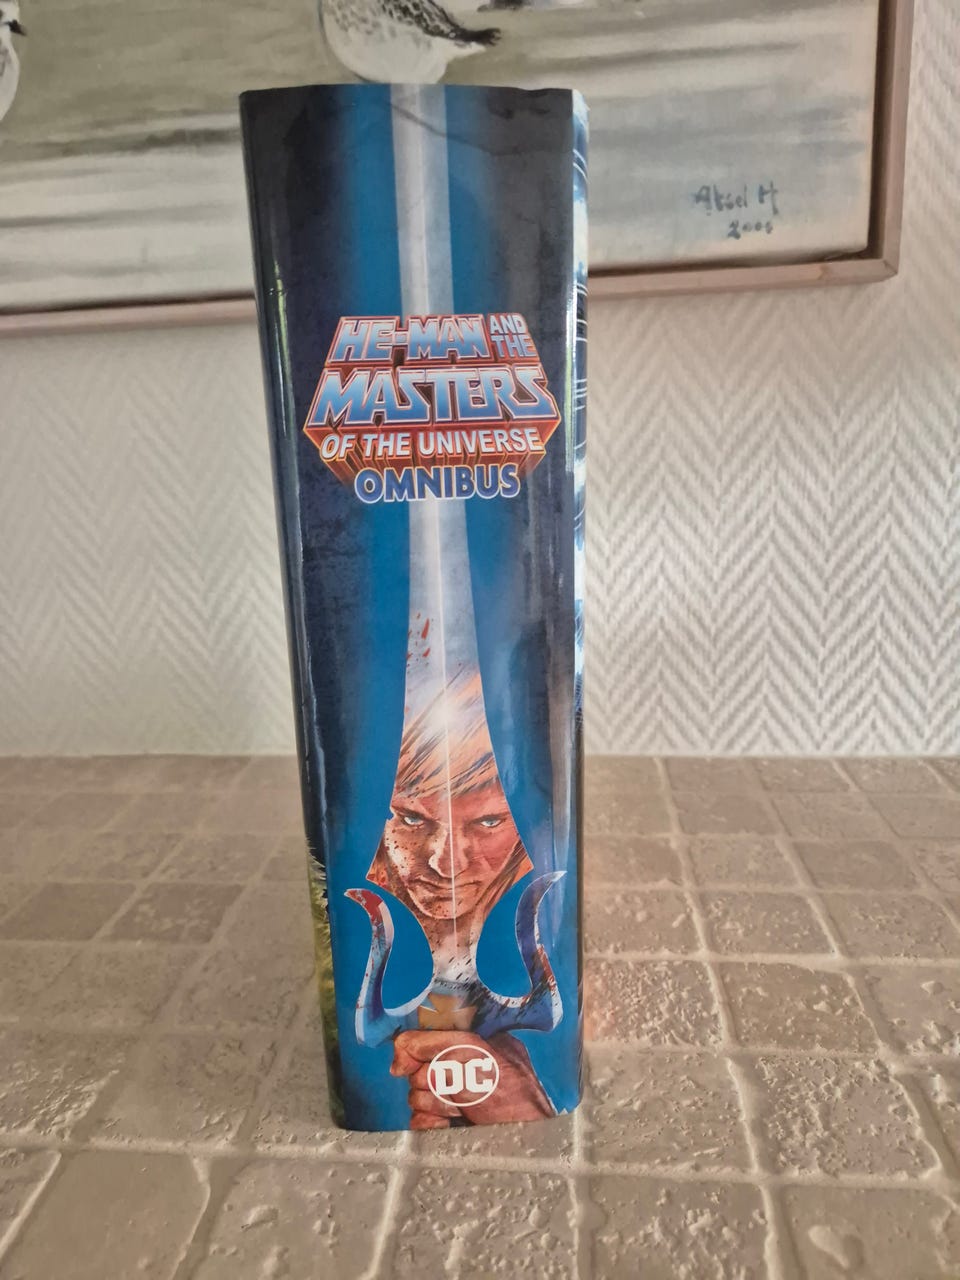 HE-MAN AND THE
MASTERS
OF THE UNIVERSE
OMNIBUS
DC